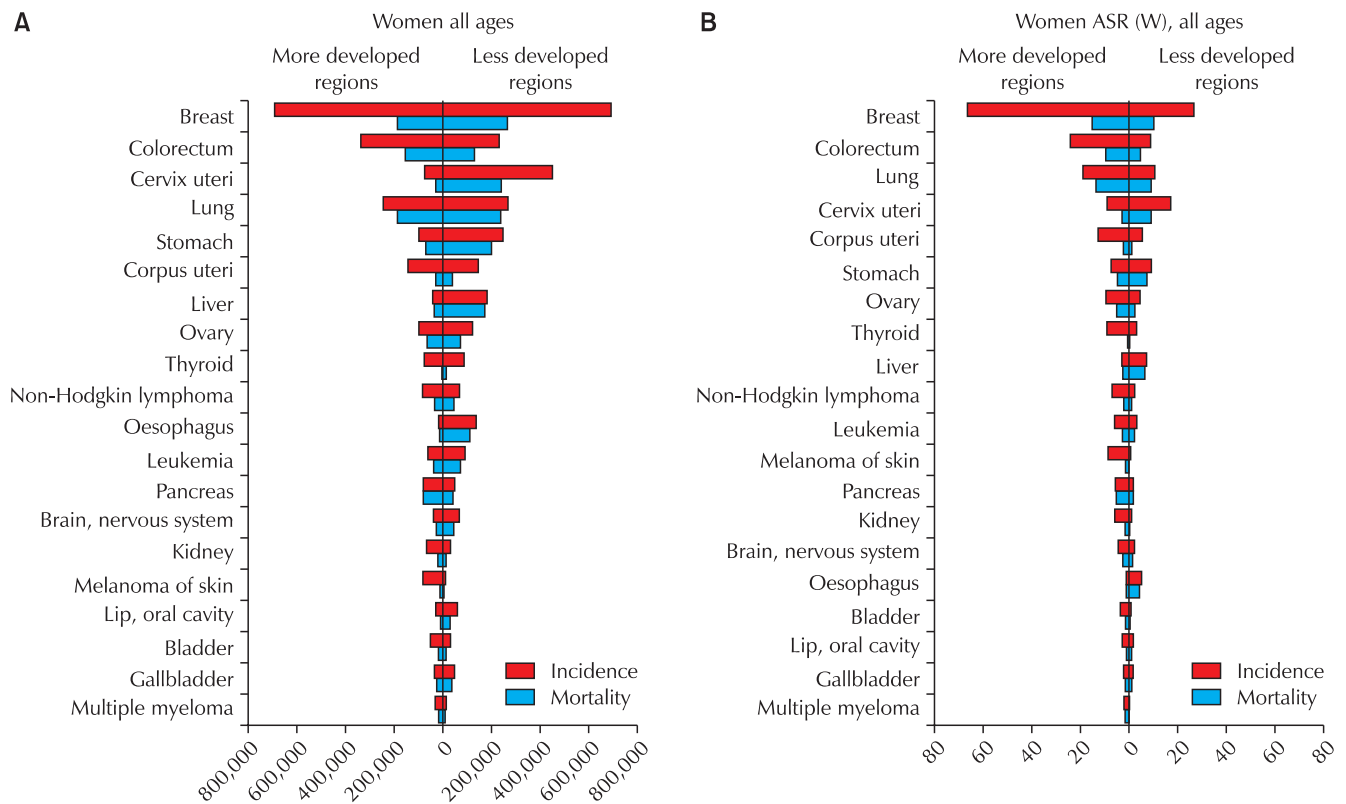 A
Women all ages
More developed
regions
Less developed
regions
Breast
Colorectum
Cervix uteri
Lung
Stomach
Corpus uteri
Liver
Ovary
Thyroid
Non-Hodgkin lymphoma
Oesophagus
Leukemia
Pancreas
Brain, nervous system
Kidney
Melanoma of skin
Lip, oral cavity
Bladder
Gallbladder
Multiple myeloma
Incidence
Mortality
800,000
600,000
400,000
200,000
0
200,000
400,000
600,000
800,000
B
Women ASR (W), all ages
More developed
regions
Less developed
regions
Breast
Colorectum
Lung
Cervix uteri
Corpus uteri
Stomach
Ovary
Thyroid
Liver
Non-Hodgkin lymphoma
Leukemia
Melanoma of skin
Pancreas
Kidney
Brain, nervous system
Oesophagus
Bladder
Lip, oral cavity
Gallbladder
Multiple myeloma
Incidence
Mortality
80
60
40
20
0
20
40
60
80